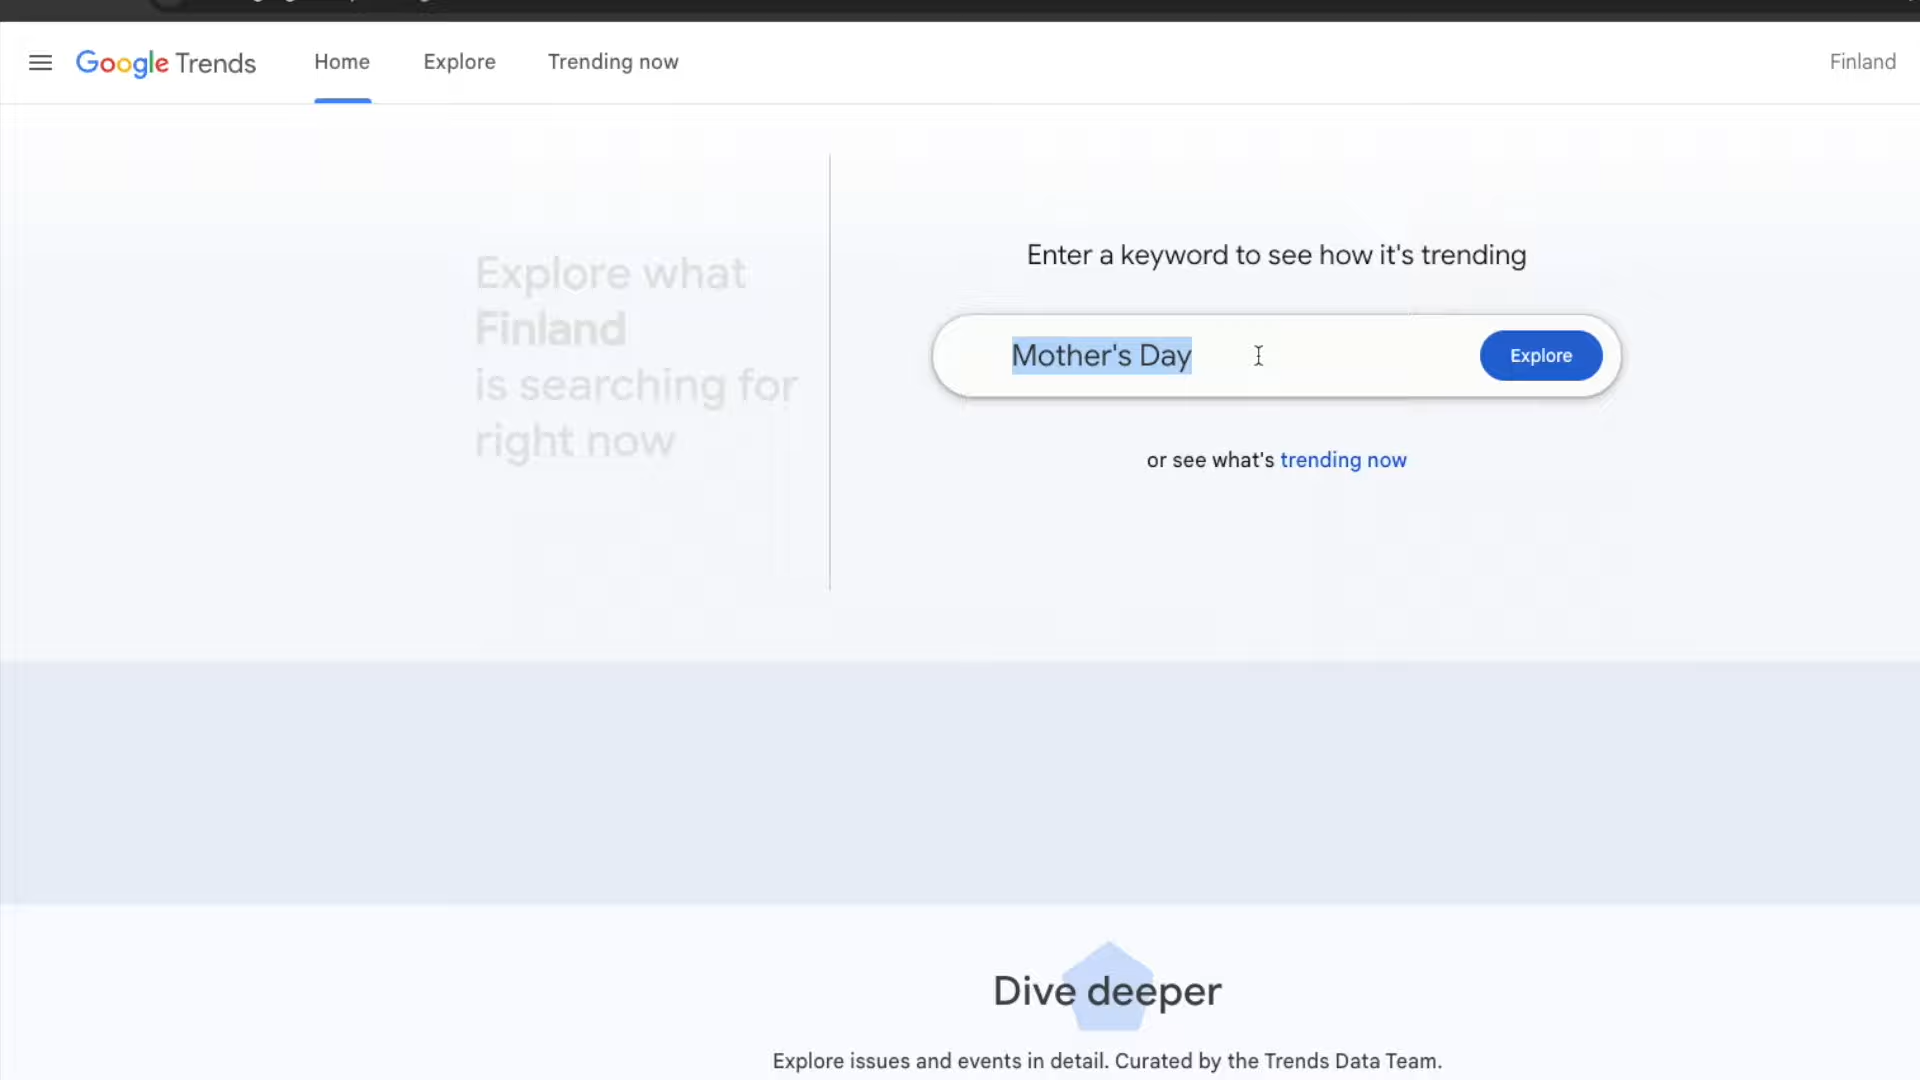 Google Trends
Home
Explore
Trending now
Finland
Explore what
Finland
is searching for
right now
Enter a keyword to see how it's trending
Mother's Day
Explore
or see what's trending now
Dive deeper
Explore issues and events in detail. Curated by the Trends Data Team.